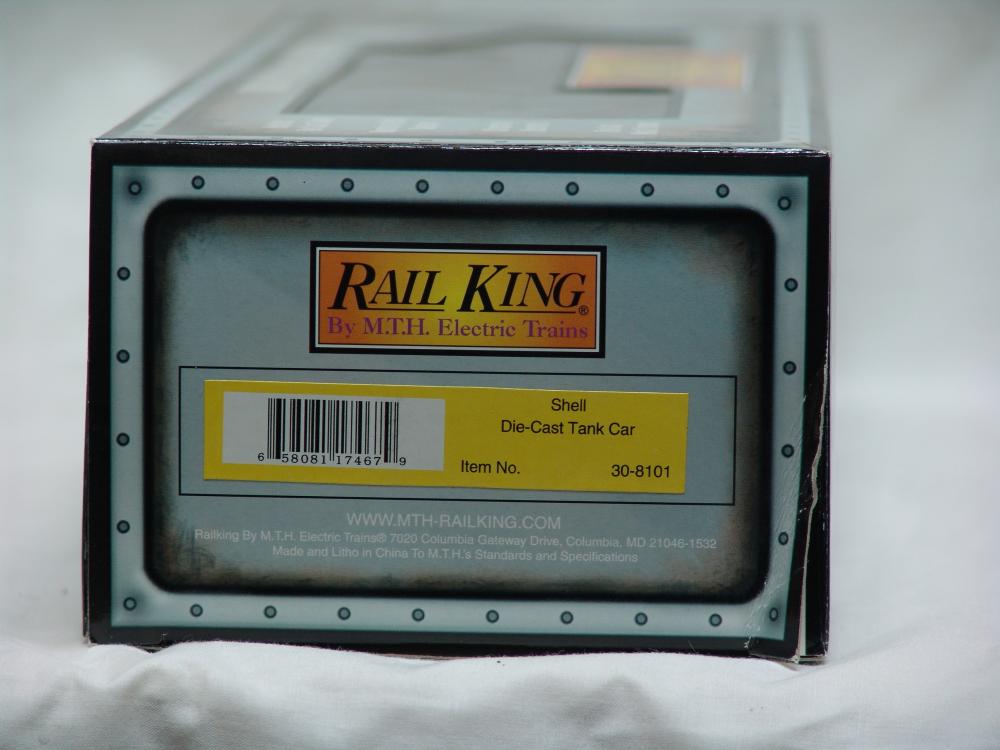 RAIL KING®
By M.T.H. Electric Trains
Shell
Die-Cast Tank Car
Item No. 30-8101
6 58081 17467 9
WWW.MTH-RAILKING.COM
Railking By M.T.H. Electric Trains® 7020 Columbia Gateway Drive, Columbia, MD 21046-1532
Made and Litho in China To M.T.H.'s Standards and Specifications